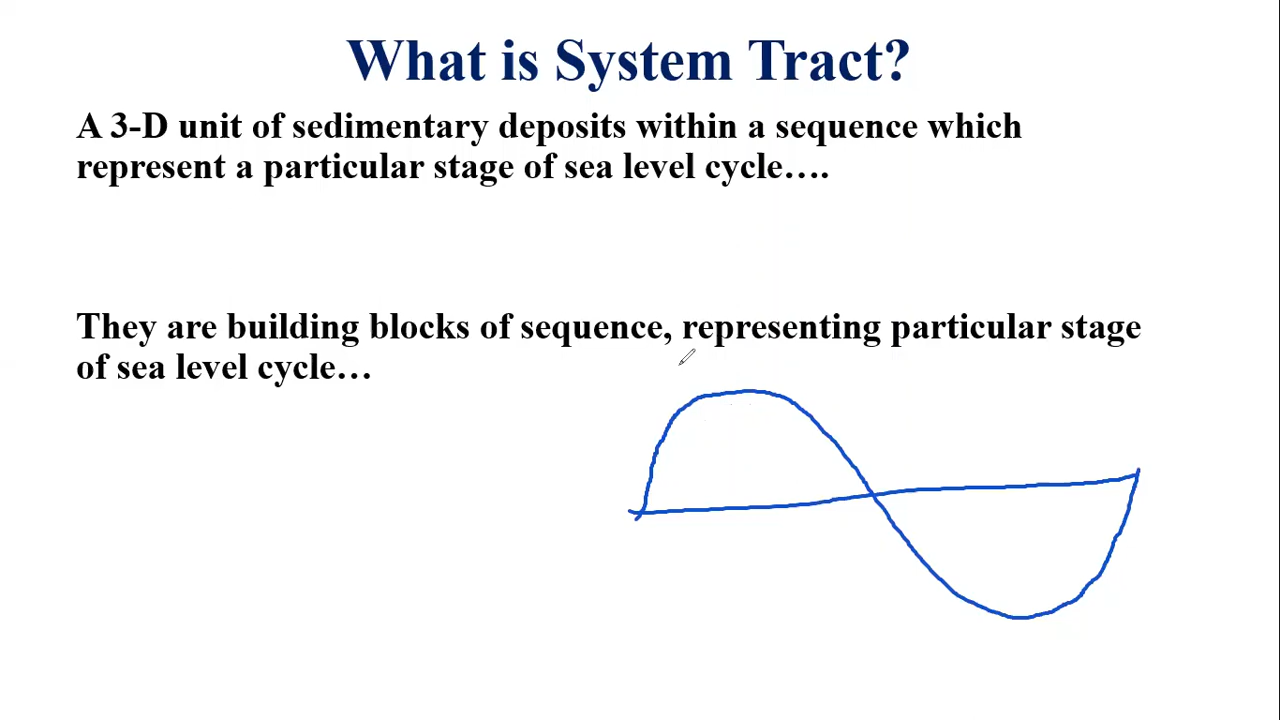 What is System Tract?
A 3-D unit of sedimentary deposits within a sequence which
represent a particular stage of sea level cycle….
They are building blocks of sequence, representing particular stage
of sea level cycle…